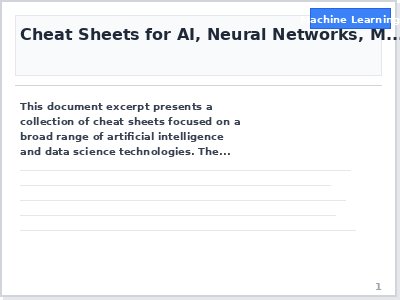 Machine Learning
Cheat Sheets for AI, Neural Networks, M...
This document excerpt presents a
collection of cheat sheets focused on a
broad range of artificial intelligence
and data science technologies. The...
1